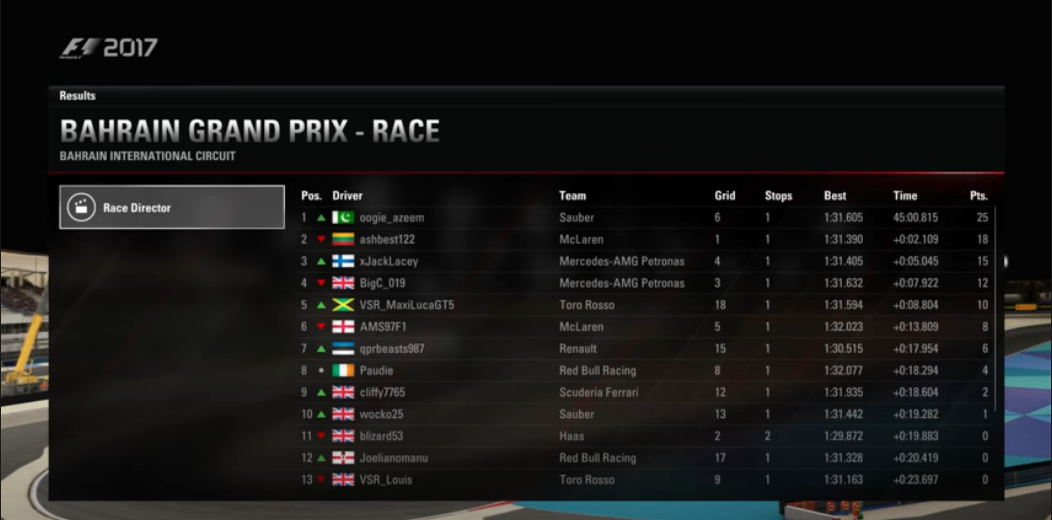 F1 2017
Results
BAHRAIN GRAND PRIX - RACE
BAHRAIN INTERNATIONAL CIRCUIT
Race Director
Pos. Driver Team Grid Stops Best Time Pts.
1 oogie_azeem Sauber 6 1 1:31.605 45:00.815 25
2 ashbest122 McLaren 1 1 1:31.390 +0:02.109 18
3 xJackLacey Mercedes-AMG Petronas 4 1 1:31.405 +0:05.045 15
4 BigC_019 Mercedes-AMG Petronas 3 1 1:31.632 +0:07.922 12
5 VSR_MaxiLucaGT5 Toro Rosso 18 1 1:31.594 +0:08.804 10
6 AMS97F1 McLaren 5 1 1:32.023 +0:13.809 8
7 qprbeasts987 Renault 15 1 1:30.515 +0:17.954 6
8 Paudie Red Bull Racing 8 1 1:32.077 +0:18.294 4
9 cliffy7765 Scuderia Ferrari 12 1 1:31.935 +0:18.604 2
10 wocko25 Sauber 13 1 1:31.442 +0:19.282 1
11 blizard53 Haas 2 2 1:29.872 +0:19.883 0
12 Joelianomanu Red Bull Racing 17 1 1:31.328 +0:20.419 0
13 VSR_Louis Toro Rosso 9 1 1:31.163 +0:23.697 0